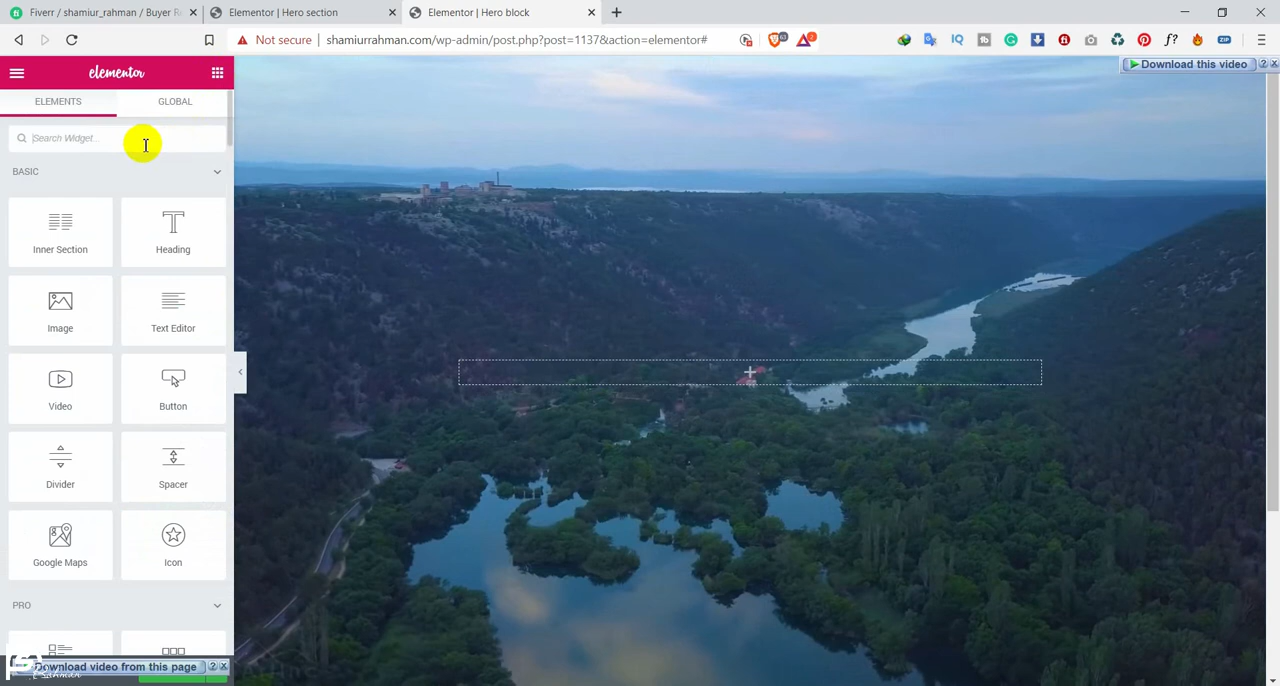 Fiverr / shamiur_rahman / Buyer R
Elementor | Hero section
Elementor | Hero block
Not secure
shamiurrahman.com/wp-admin/post.php?post=1137&action=elementor#
elementor
Download this video
ELEMENTS
GLOBAL
Search Widget...
BASIC
Inner Section
Heading
Image
Text Editor
Video
Button
Divider
Spacer
Google Maps
Icon
PRO
Download video from this page